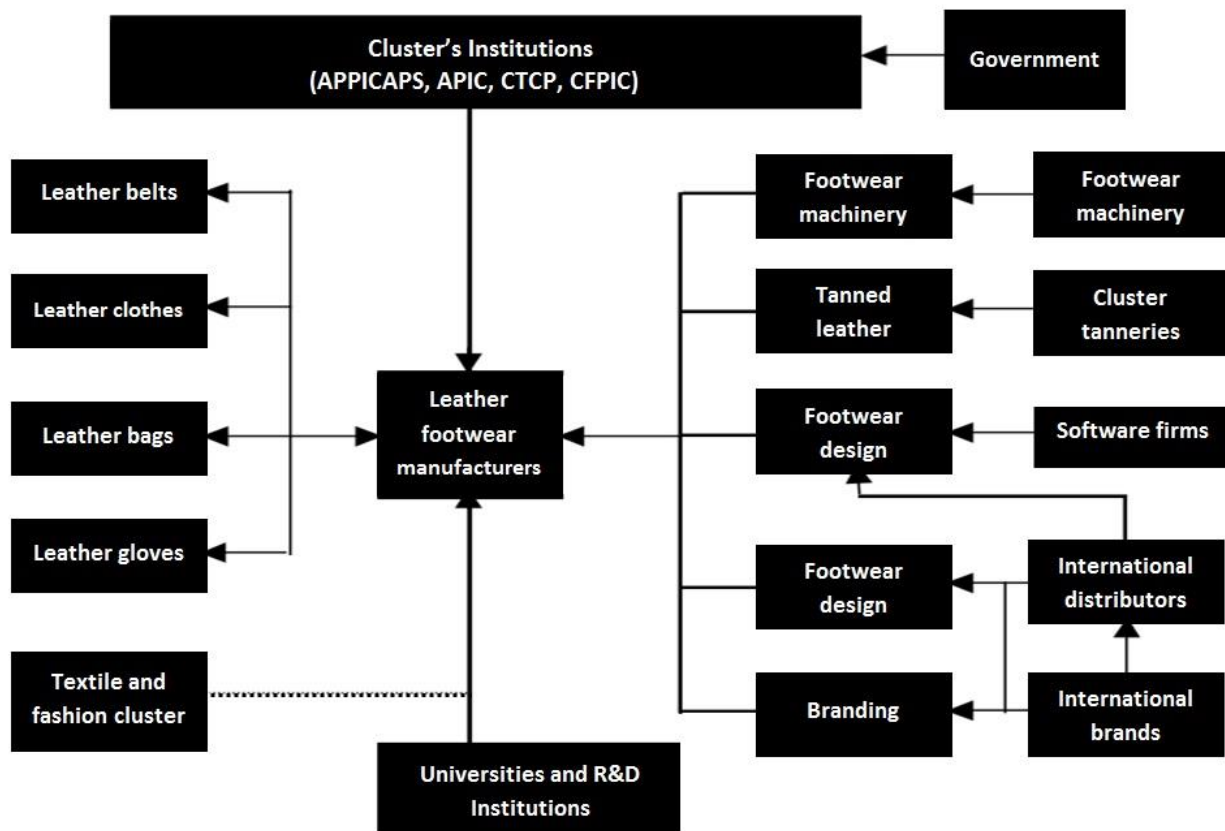 Cluster’s Institutions
(APPICAPS, APIC, CTCP, CFPIC)
Government
Leather belts
Leather clothes
Leather bags
Leather gloves
Textile and
fashion cluster
Leather
footwear
manufacturers
Universities and R&D
Institutions
Footwear
machinery
Footwear
machinery
Tanned
leather
Cluster
tanneries
Footwear
design
Software firms
Footwear
design
International
distributors
Branding
International
brands